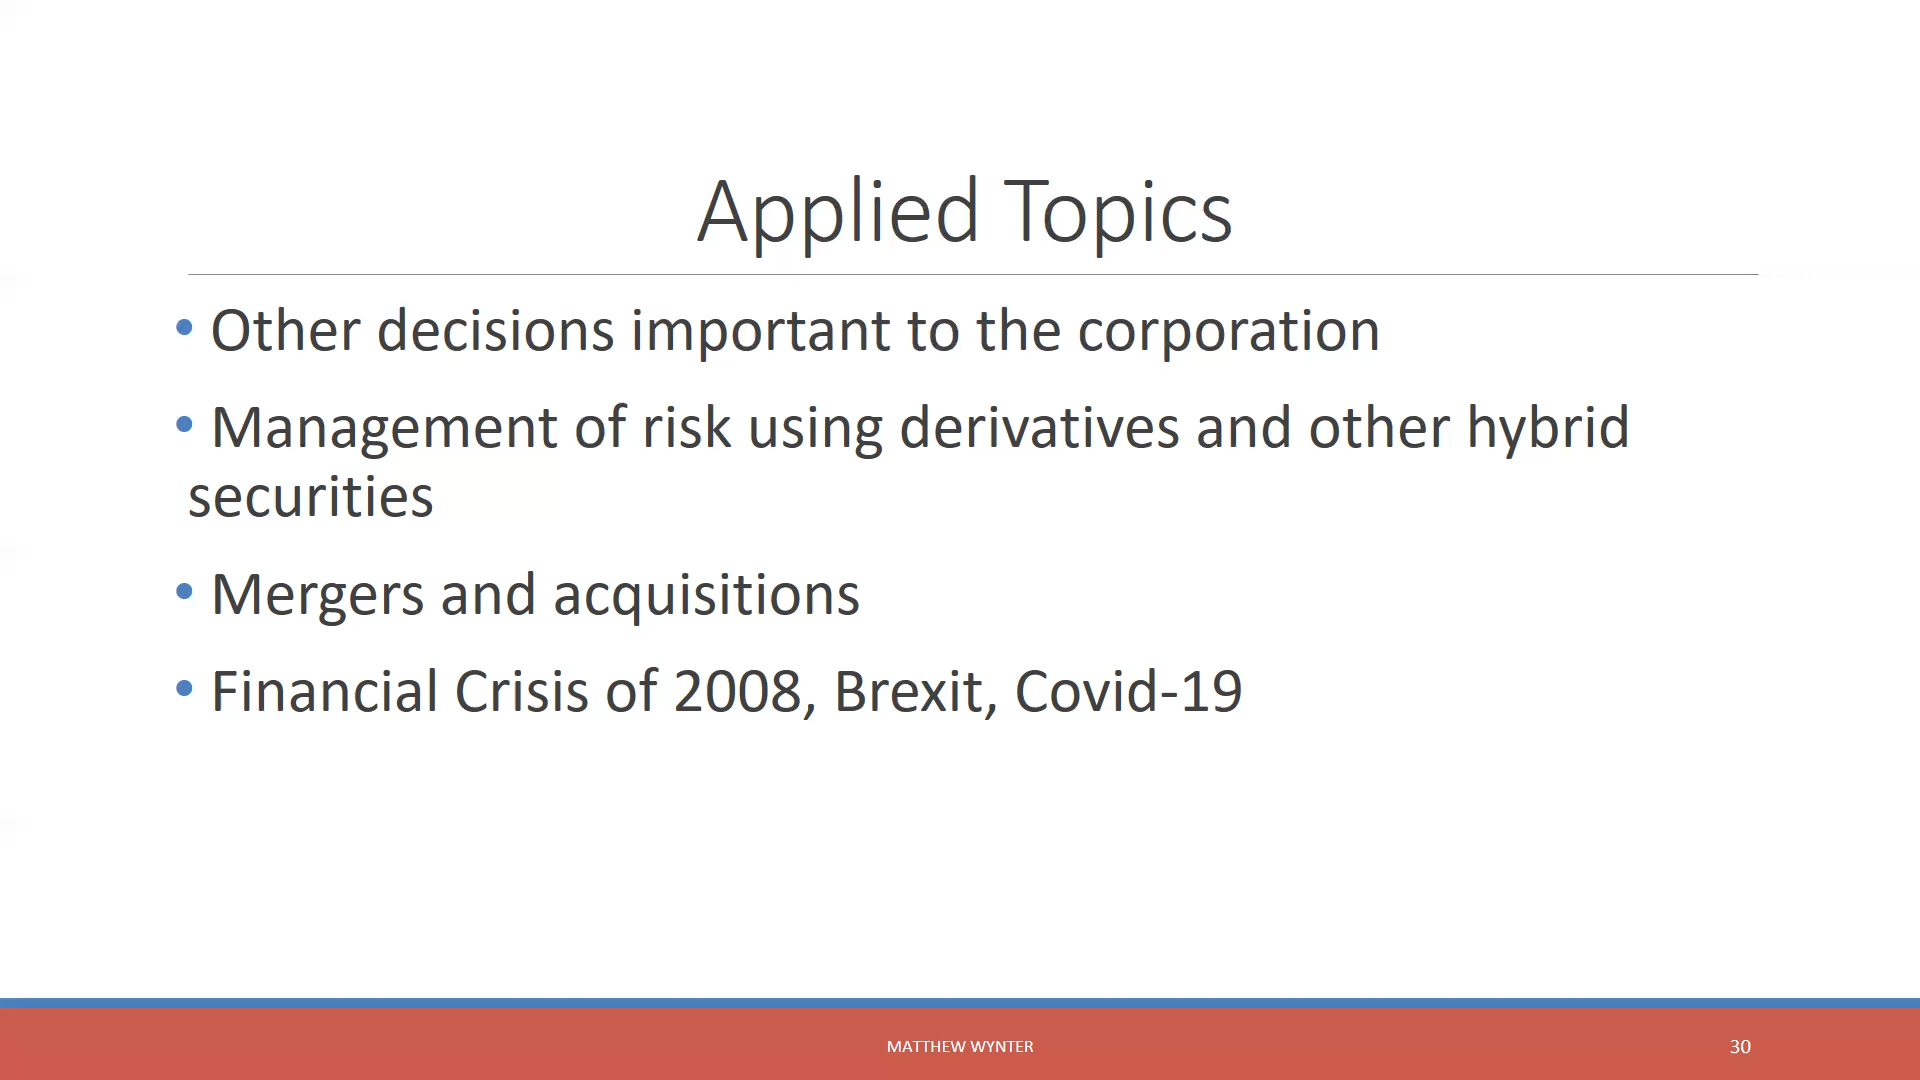 Applied Topics
• Other decisions important to the corporation
• Management of risk using derivatives and other hybrid
securities
• Mergers and acquisitions
• Financial Crisis of 2008, Brexit, Covid-19
MATTHEW WYNTER
30